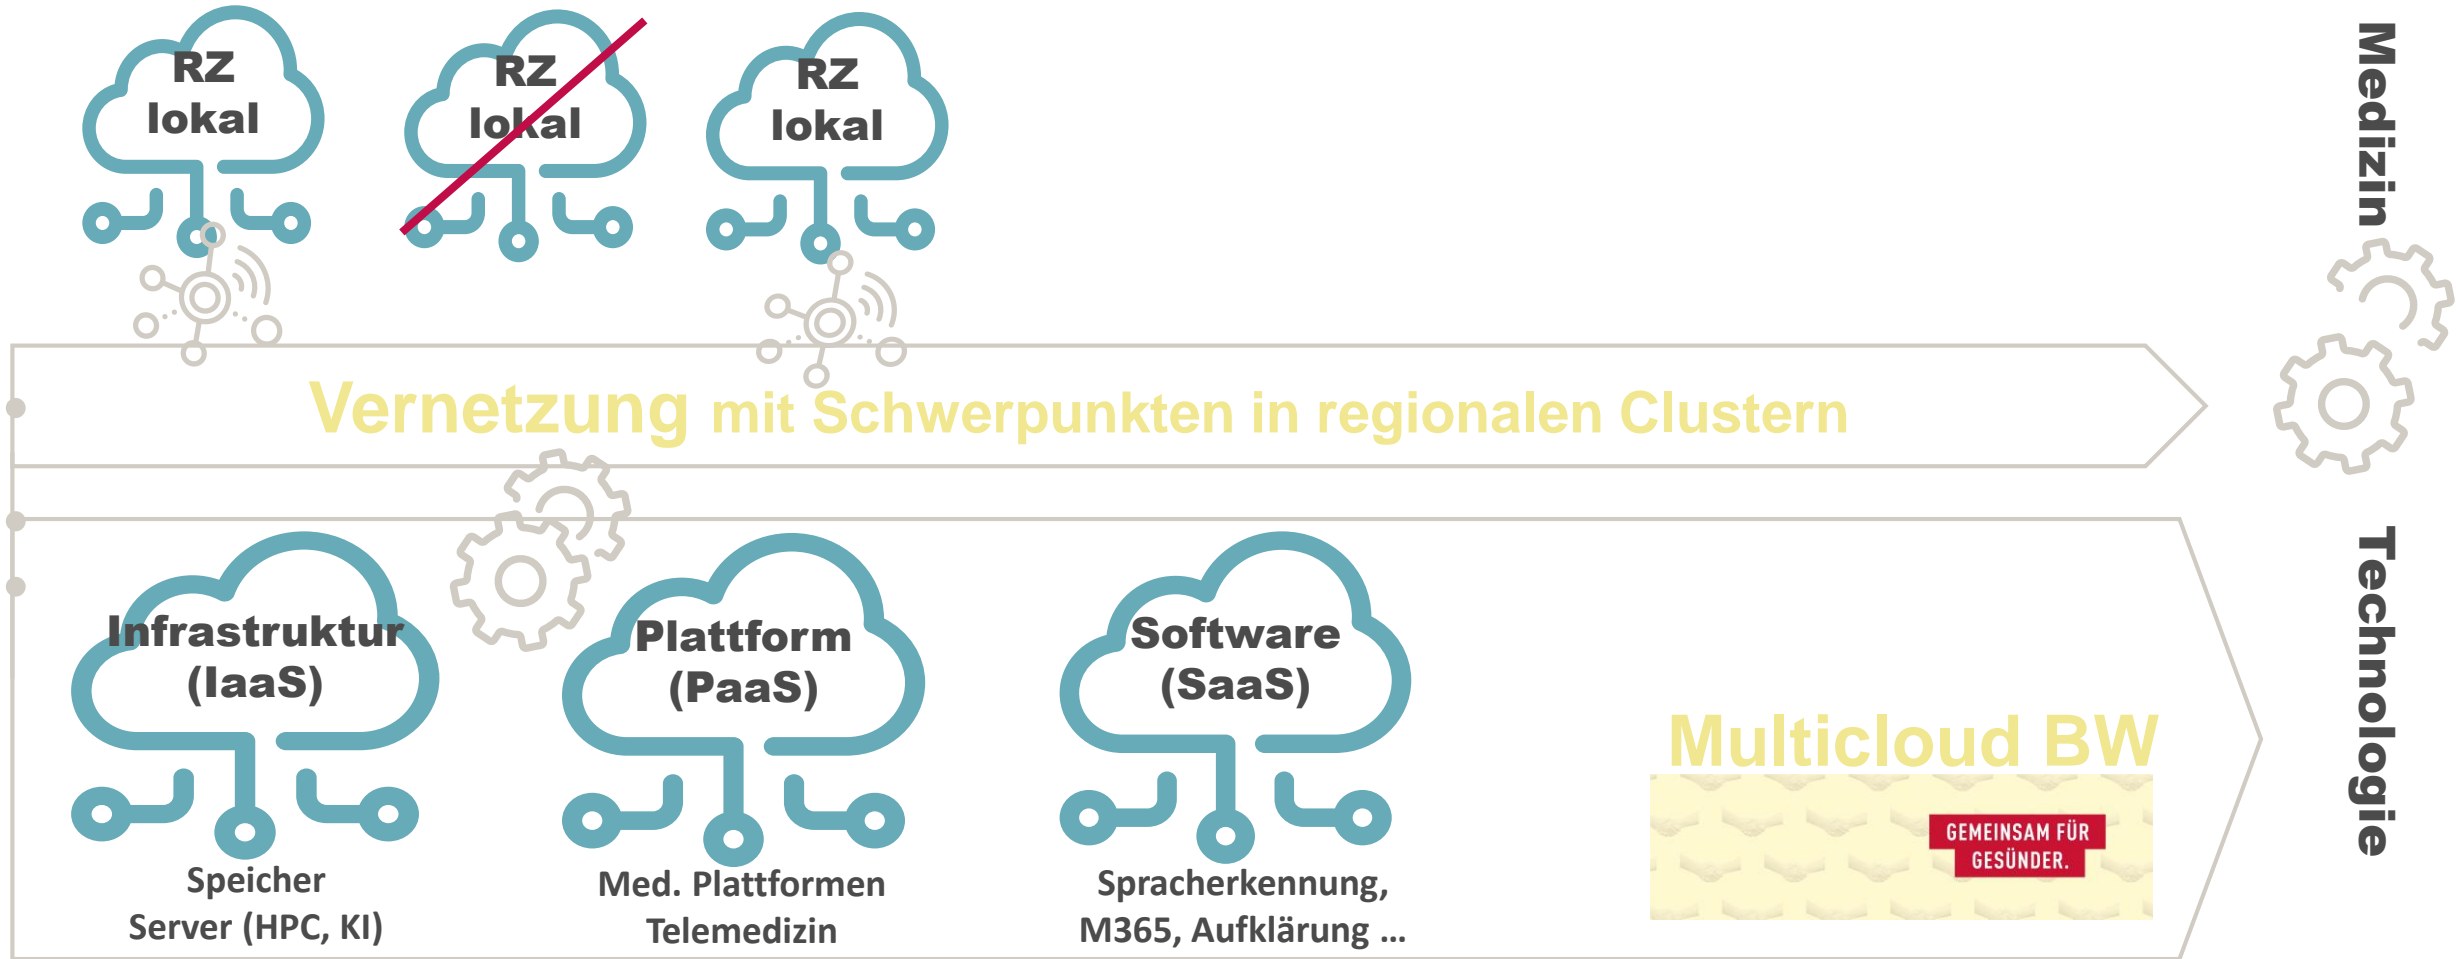 RZ
lokal
RZ
lokal
RZ
lokal
Medizin
Vernetzung mit Schwerpunkten in regionalen Clustern
Technologie
Infrastruktur
(IaaS)
Plattform
(PaaS)
Software
(SaaS)
Speicher
Server (HPC, KI)
Med. Plattformen
Telemedizin
Spracherkennung,
M365, Aufklärung ...
Multicloud BW
GEMEINSAM FÜR
GESÜNDER.